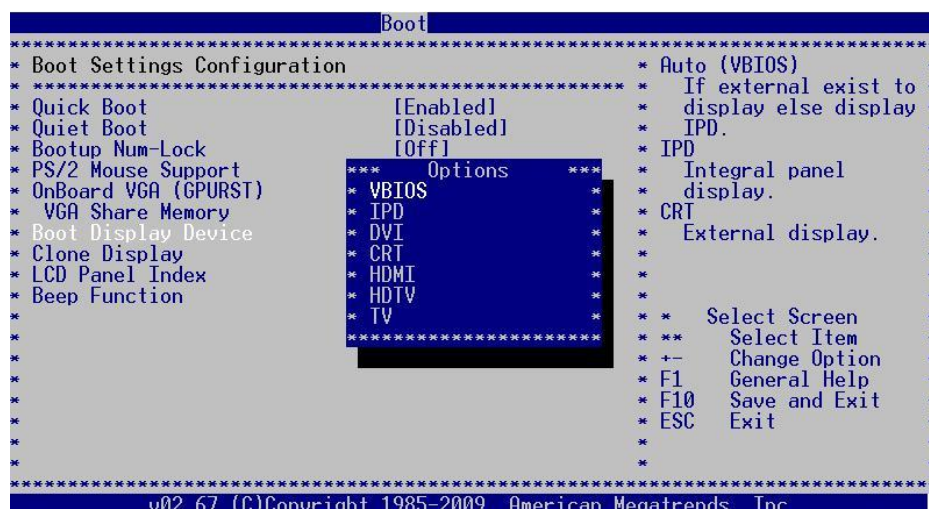 Boot
Boot Settings Configuration
Quick Boot [Enabled]
Quiet Boot [Disabled]
Bootup Num-Lock [Off]
PS/2 Mouse Support
OnBoard VGA (GPURST)
VGA Share Memory
Boot Display Device
Clone Display
LCD Panel Index
Beep Function
*** Options ***
* VBIOS *
* IPD *
* DVI *
* CRT *
* HDMI *
* HDTV *
* TV *
* Auto (VBIOS)
* If external exist to
* display else display
* IPD.
* IPD
* Integral panel
* display.
* CRT
* External display.
* * Select Screen
* ** Select Item
* +- Change Option
* F1 General Help
* F10 Save and Exit
* ESC Exit
v02.67 (C)Copyright 1985-2009, American Megatrends, Inc.